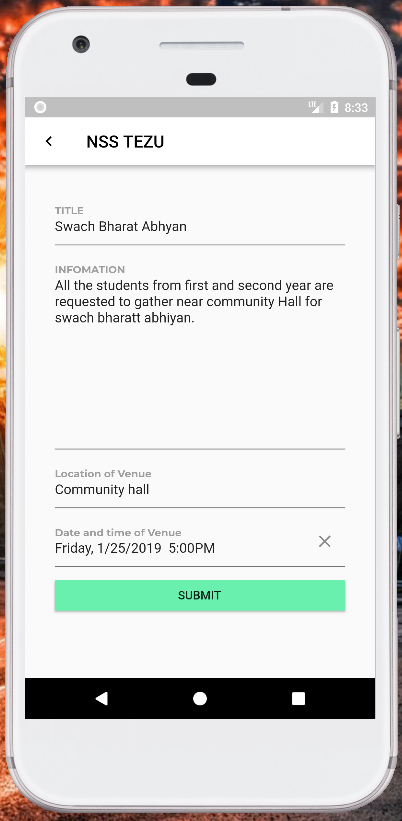 8:33
NSS TEZU
TITLE
Swach Bharat Abhyan
INFOMATION
All the students from first and second year are
requested to gather near community Hall for
swach bharatt abhiyan.
Location of Venue
Community hall
Date and time of Venue
Friday, 1/25/2019 5:00PM
SUBMIT